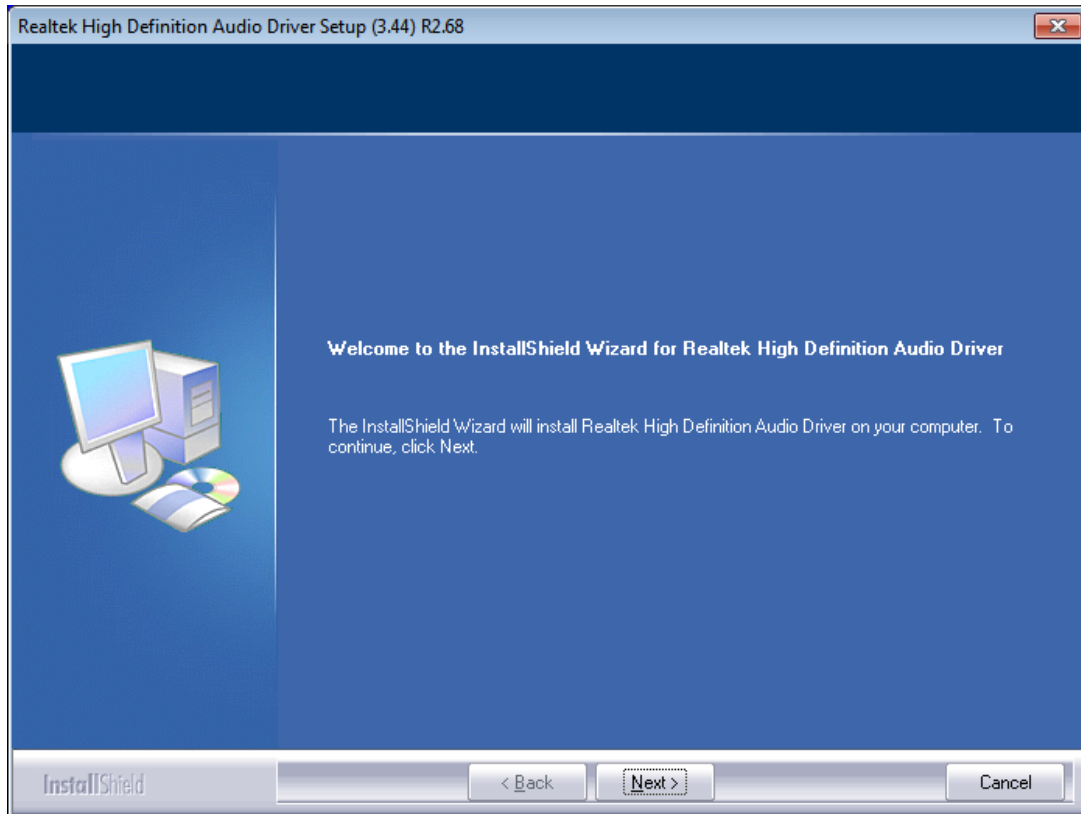 Realtek High Definition Audio Driver Setup (3.44) R2.68
Welcome to the InstallShield Wizard for Realtek High Definition Audio Driver
The InstallShield Wizard will install Realtek High Definition Audio Driver on your computer. To
continue, click Next.
InstallShield
< Back
Next >
Cancel